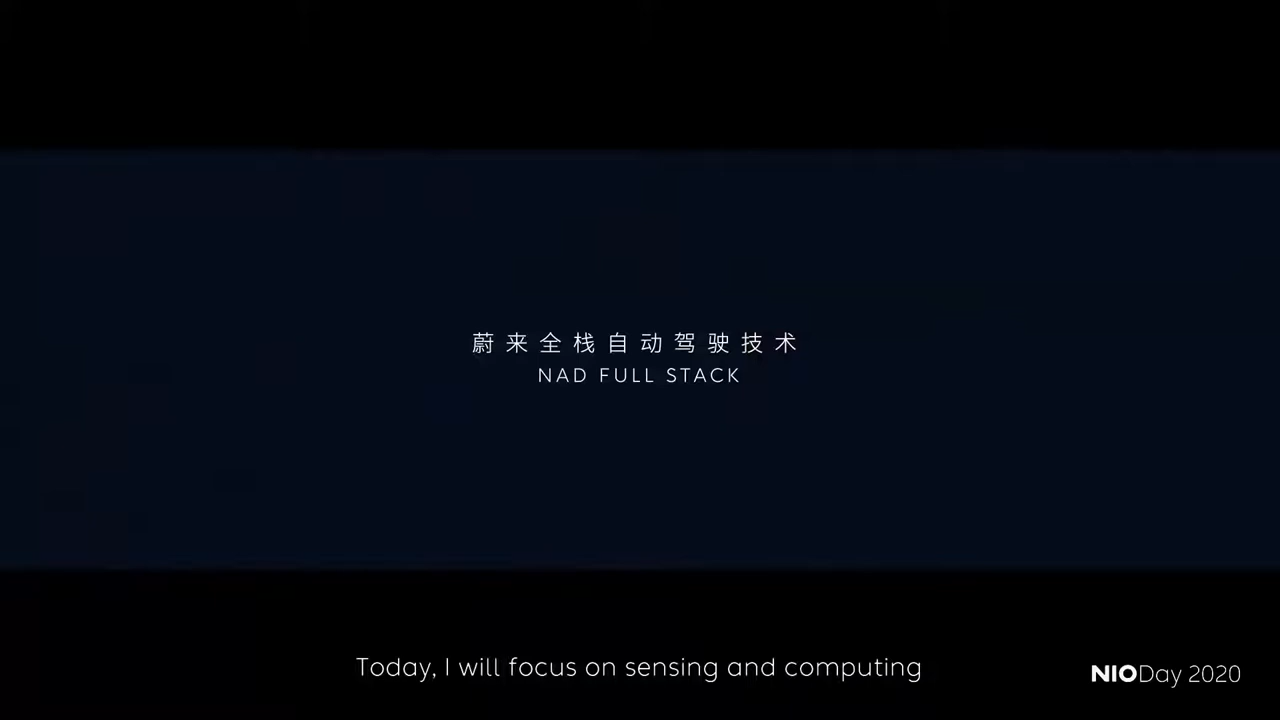 蔚来全栈自动驾驶技术
NAD FULL STACK
Today, I will focus on sensing and computing
NIODay 2020